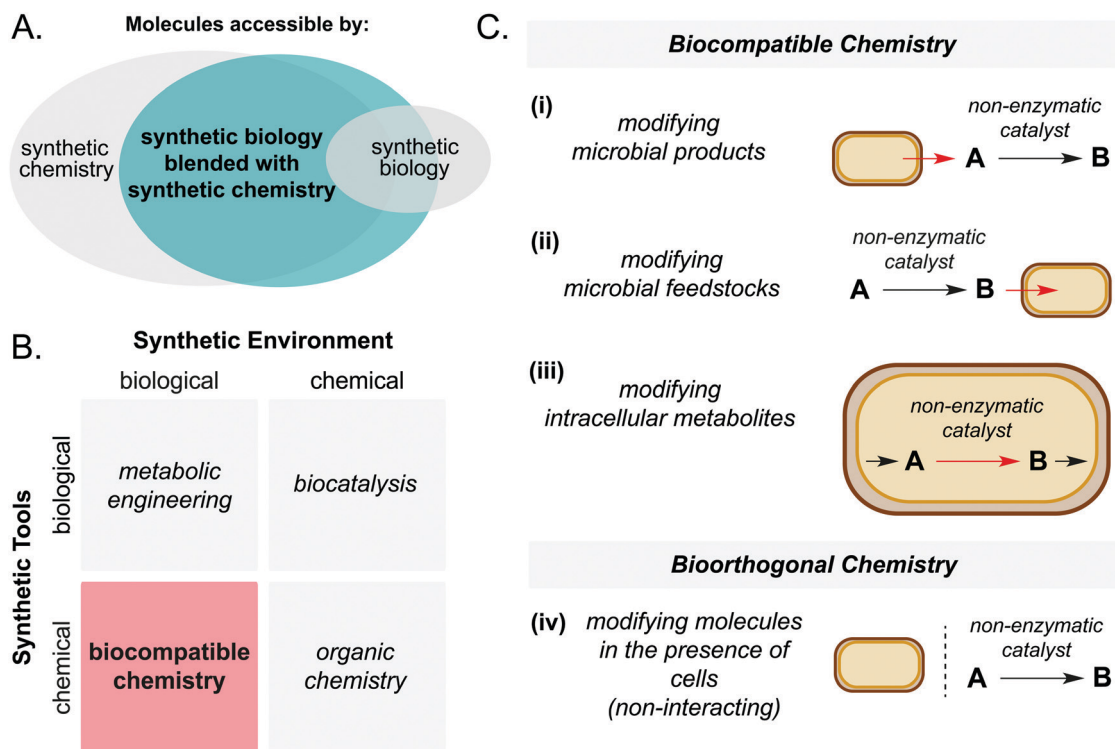 A.
Molecules accessible by:
synthetic
chemistry
synthetic biology
blended with
synthetic chemistry
synthetic
biology
B.
Synthetic Environment
biological
chemical
Synthetic Tools
biological
chemical
metabolic
engineering
biocatalysis
biocompatible
chemistry
organic
chemistry
C.
Biocompatible Chemistry
(i)
modifying
microbial products
non-enzymatic
catalyst
A
B
(ii)
modifying
microbial feedstocks
non-enzymatic
catalyst
A
B
(iii)
modifying
intracellular metabolites
non-enzymatic
catalyst
A
B
Bioorthogonal Chemistry
(iv)
modifying molecules
in the presence of
cells
(non-interacting)
non-enzymatic
catalyst
A
B